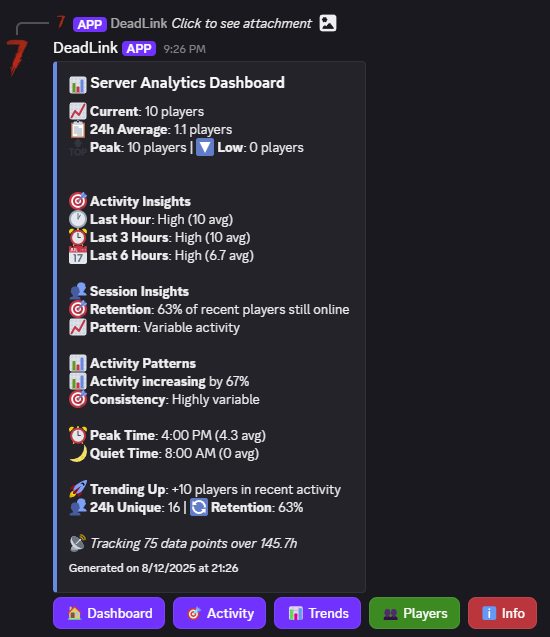 APP DeadLink Click to see attachment
DeadLink APP 9:26 PM
Server Analytics Dashboard
Current: 10 players
24h Average: 1.1 players
TOP Peak: 10 players | Low: 0 players
Activity Insights
Last Hour: High (10 avg)
Last 3 Hours: High (10 avg)
17 Last 6 Hours: High (6.7 avg)
Session Insights
Retention: 63% of recent players still online
Pattern: Variable activity
Activity Patterns
Activity increasing by 67%
Consistency: Highly variable
Peak Time: 4:00 PM (4.3 avg)
Quiet Time: 8:00 AM (0 avg)
Trending Up: +10 players in recent activity
24h Unique: 16 | Retention: 63%
Tracking 75 data points over 145.7h
Generated on 8/12/2025 at 21:26
Dashboard Activity Trends Players Info